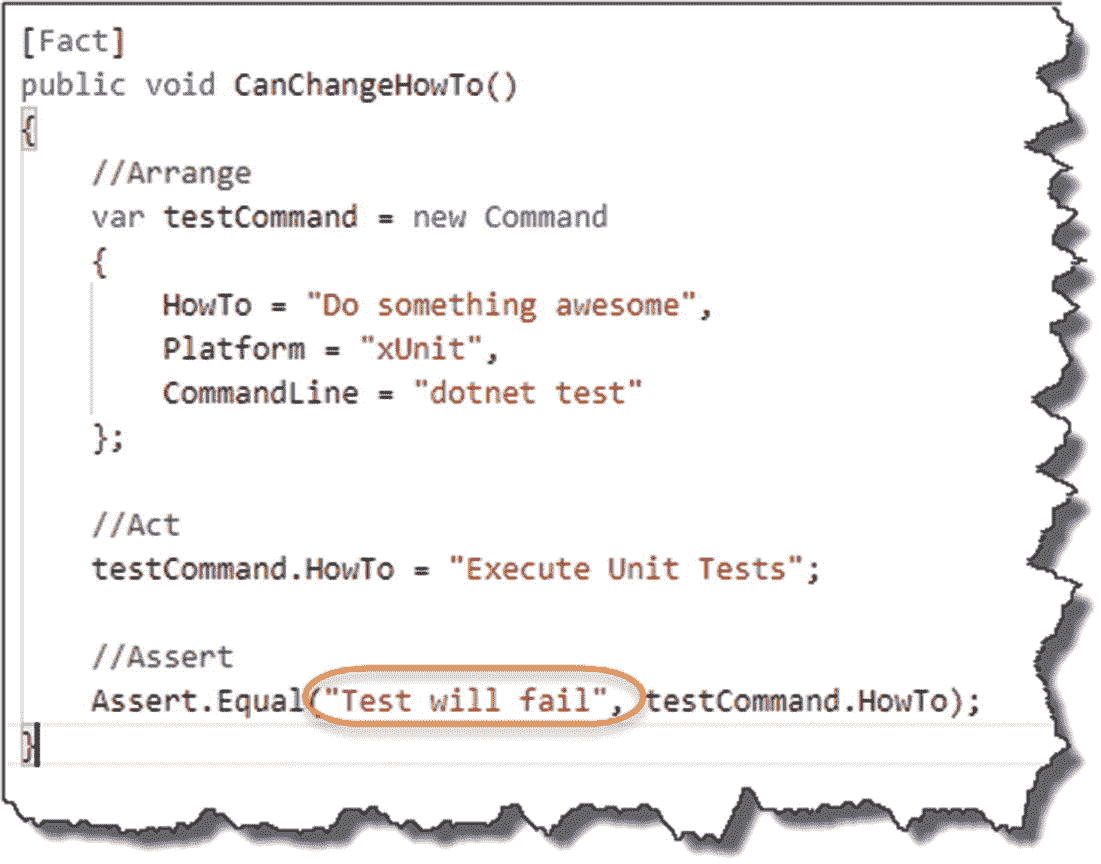 [Fact]
public void CanChangeHowTo()
{
    //Arrange
    var testCommand = new Command
    {
        HowTo = "Do something awesome",
        Platform = "xUnit",
        CommandLine = "dotnet test"
    };
    //Act
    testCommand.HowTo = "Execute Unit Tests";
    //Assert
    Assert.Equal("Test will fail", testCommand.HowTo);
}